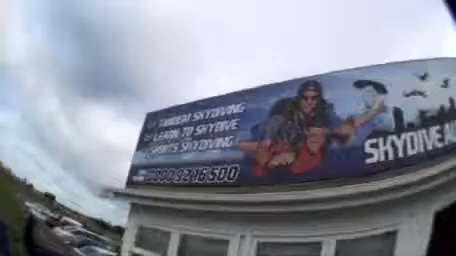 TANDEM SKYDIVING
LEARN TO SKYDIVE
SPORTS SKYDIVING
0800 92 16 500
SKYDIVE